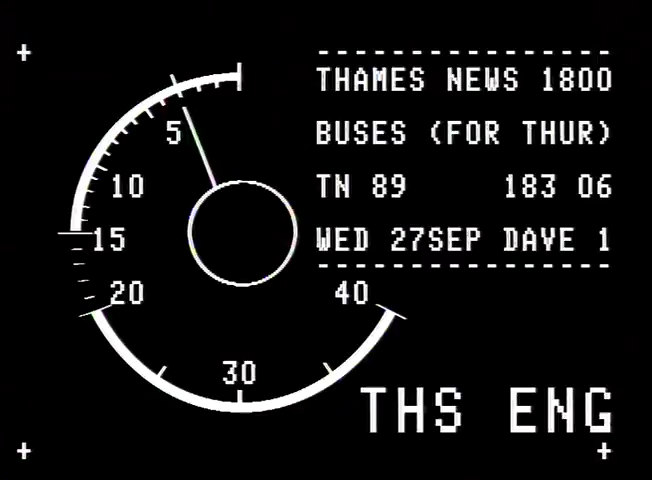 THAMES NEWS 1800
BUSES (FOR THUR)
TN 89 183 06
WED 27SEP DAVE 1
5
10
15
20
30
40
THS ENG